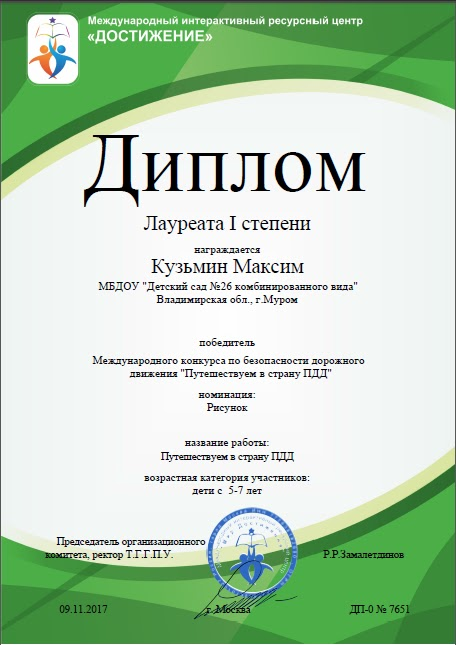 Международный интерактивный ресурсный центр
«ДОСТИЖЕНИЕ»
Диплом
Лауреата I степени
награждается
Кузьмин Максим
МБДОУ "Детский сад №26 комбинированного вида"
Владимирская обл., г.Муром
победитель
Международного конкурса по безопасности дорожного
движения "Путешествуем в страну ПДД"
номинация:
Рисунок
название работы:
Путешествуем в страну ПДД
возрастная категория участников:
дети с 5-7 лет
Председатель организационного
комитета, ректор Т.Г.Г.П.У.
Р.Р.Замалетдинов
09.11.2017
г. Москва
ДП-0 № 7651